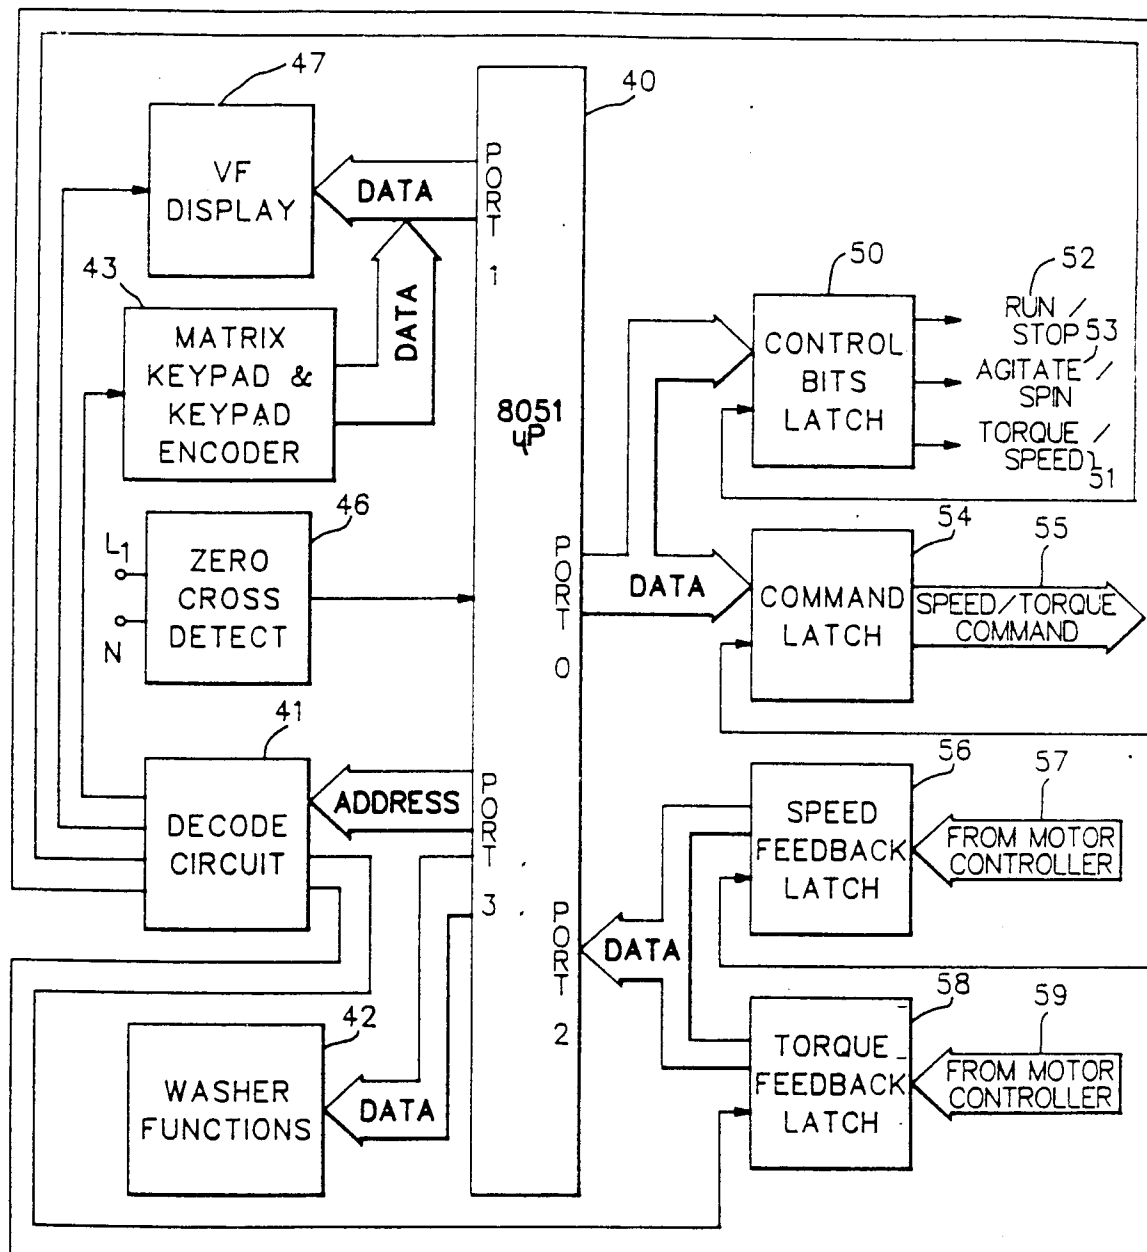 47
40
VF
DISPLAY
DATA
PORT 1
43
MATRIX
KEYPAD &
KEYPAD
ENCODER
DATA
8051
μP
50
CONTROL
BITS
LATCH
52
RUN /
STOP
53
AGITATE /
SPIN
TORQUE /
SPEED
51
46
L1
N
ZERO
CROSS
DETECT
PORT 0
DATA
54
COMMAND
LATCH
55
SPEED/TORQUE
COMMAND
41
DECODE
CIRCUIT
ADDRESS
PORT 3
56
SPEED
FEEDBACK
LATCH
57
FROM MOTOR
CONTROLLER
PORT 2
DATA
42
WASHER
FUNCTIONS
DATA
58
TORQUE
FEEDBACK
LATCH
59
FROM MOTOR
CONTROLLER